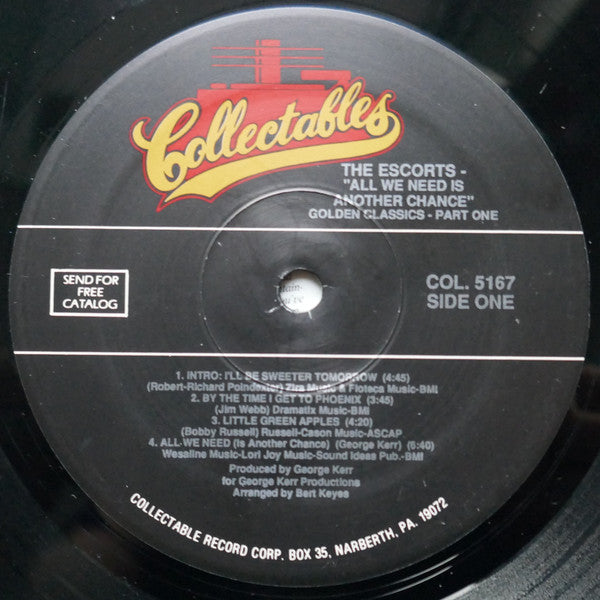 Collectables
THE ESCORTS -
"ALL WE NEED IS
ANOTHER CHANCE"
GOLDEN CLASSICS - PART ONE
SEND FOR
FREE
CATALOG
COL. 5167
SIDE ONE
1. INTRO: I'LL BE SWEETER TOMORROW (4:45)
(Robert-Richard Poindexter) Zira Music & Floteca Music-BMI
2. BY THE TIME I GET TO PHOENIX (3:45)
(Jim Webb) Dramatix Music-BMI
3. LITTLE GREEN APPLES (4:20)
(Bobby Russell) Russell-Cason Music-ASCAP
4. ALL WE NEED (Is Another Chance) (George Kerr) (5:40)
Wesaline Music-Lori Joy Music-Sound Ideas Pub.-BMI
Produced by George Kerr
for George Kerr Productions
Arranged by Bert Keyes
COLLECTABLE RECORD CORP. BOX 35, NARBERTH, PA. 19072